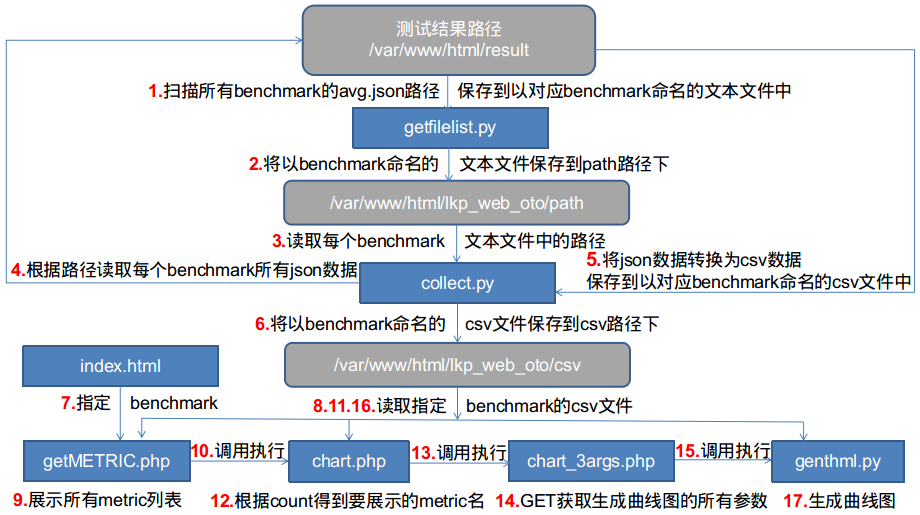 测试结果路径
/var/www/html/result
1.扫描所有benchmark的avg.json路径 保存到以对应benchmark命名的文本文件中
getfilelist.py
2.将以benchmark命名的 文本文件保存到path路径下
/var/www/html/lkp_web_oto/path
3.读取每个benchmark 文本文件中的路径
4.根据路径读取每个benchmark所有json数据
5.将json数据转换为csv数据
保存到以对应benchmark命名的csv文件中
collect.py
6.将以benchmark命名的 csv文件保存到csv路径下
/var/www/html/lkp_web_oto/csv
index.html
7.指定 benchmark
8.11.16.读取指定 benchmark的csv文件
getMETRIC.php
10.调用执行
chart.php
13.调用执行
chart_3args.php
15.调用执行
genthml.py
9.展示所有metric列表
12.根据count得到要展示的metric名
14.GET获取生成曲线图的所有参数
17.生成曲线图